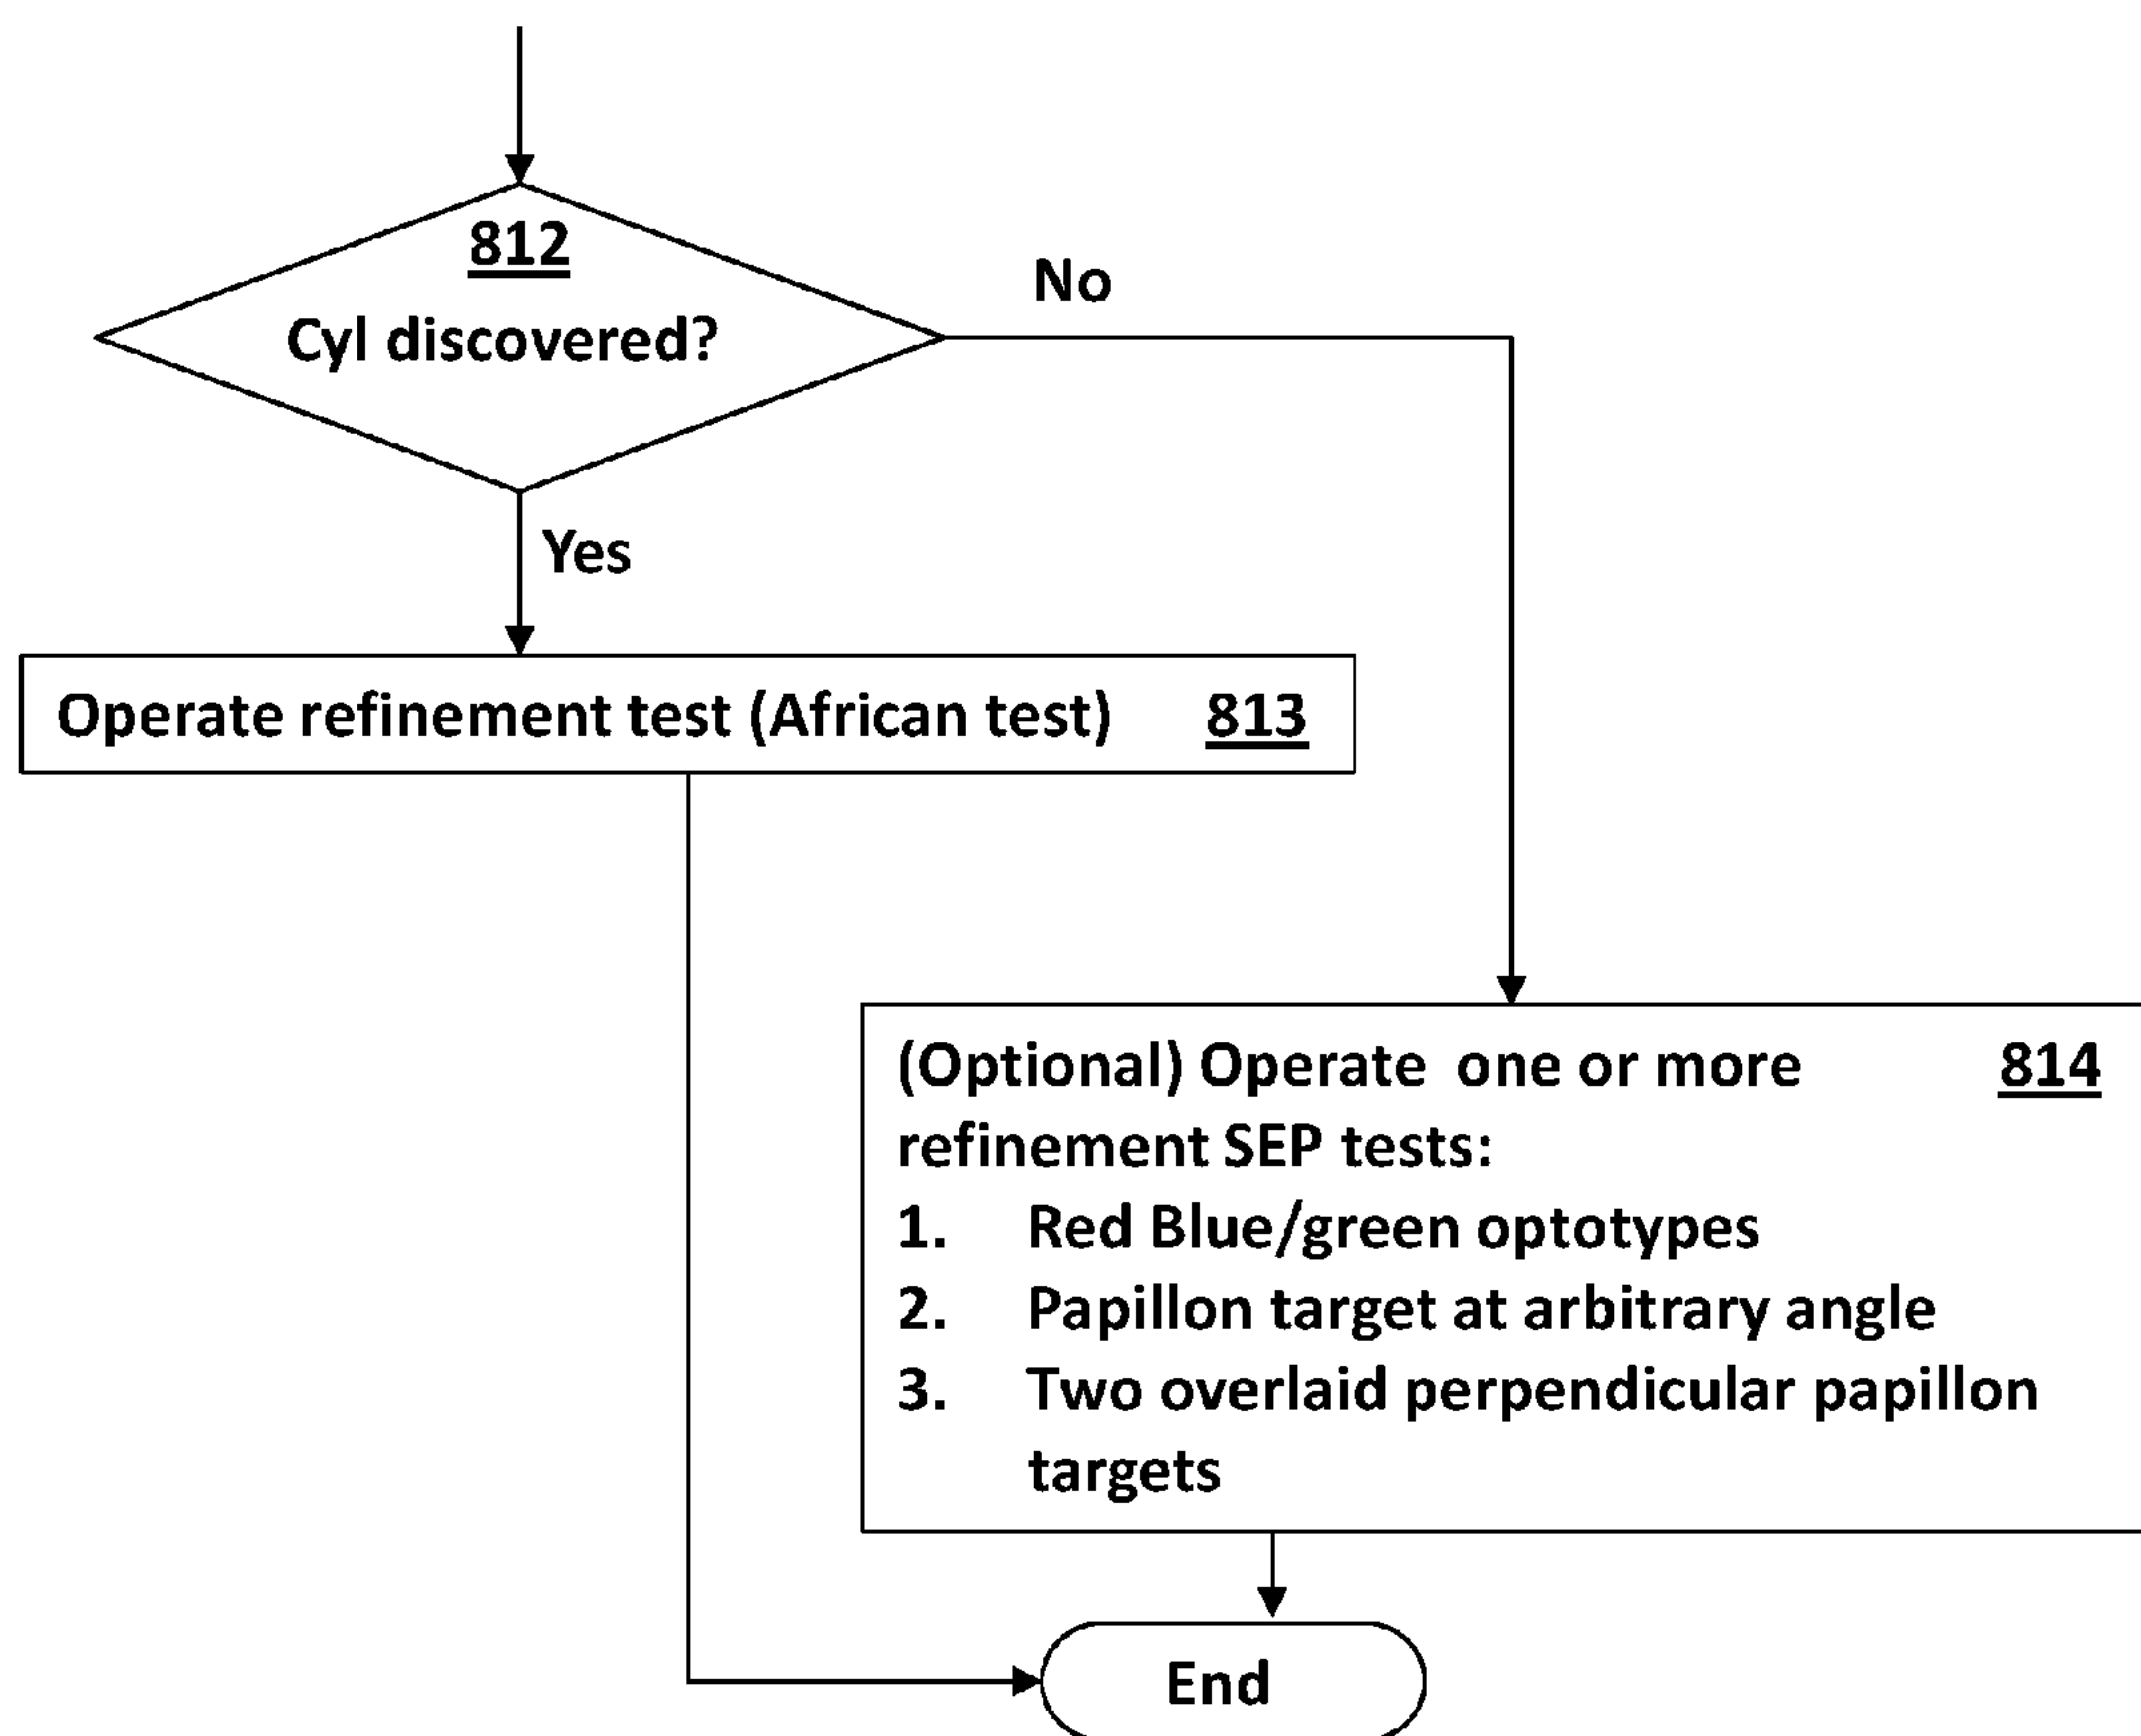 812
Cyl discovered?
No
Yes
Operate refinement test (African test) 813
(Optional) Operate one or more 814
refinement SEP tests:
1. Red Blue/green optotypes
2. Papillon target at arbitrary angle
3. Two overlaid perpendicular papillon
targets
End